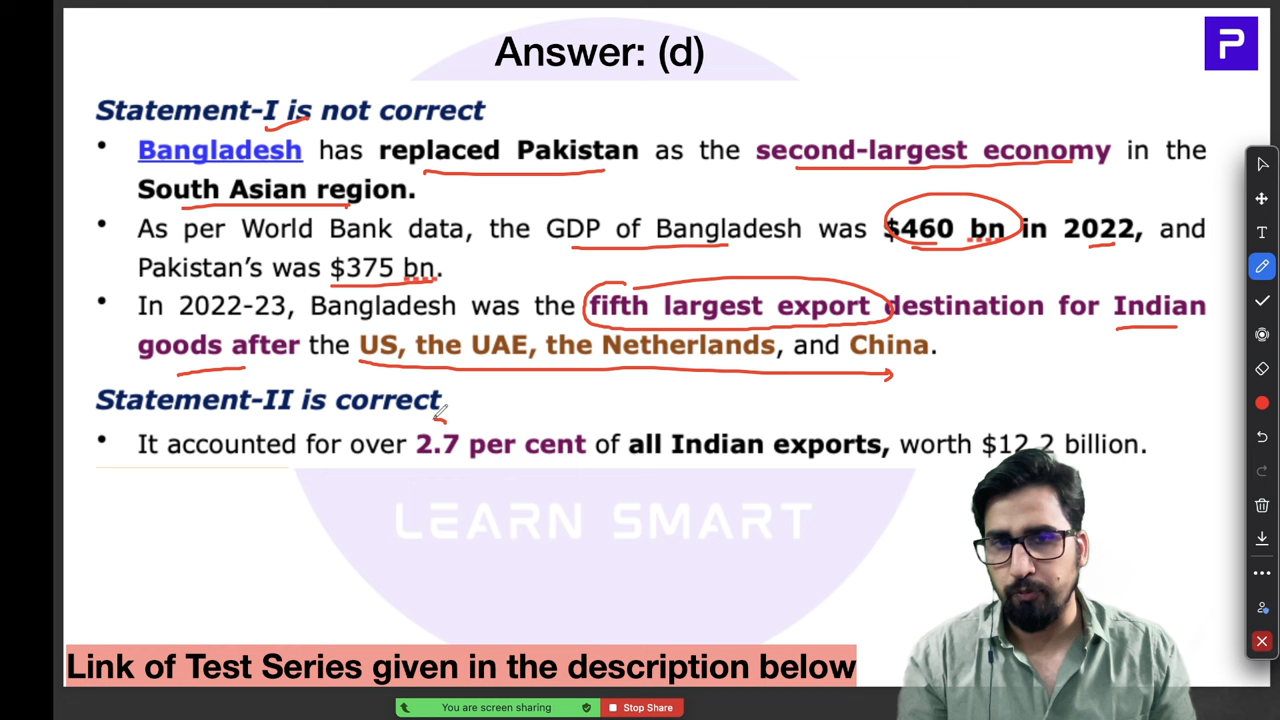 Answer: (d)
P
Statement-I is not correct
• Bangladesh has replaced Pakistan as the second-largest economy in the
South Asian region.
• As per World Bank data, the GDP of Bangladesh was $460 bn in 2022, and
Pakistan's was $375 bn.
• In 2022-23, Bangladesh was the fifth largest export destination for Indian
goods after the US, the UAE, the Netherlands, and China.
Statement-II is correct
• It accounted for over 2.7 per cent of all Indian exports, worth $12.2 billion.
LEARN SMART
Link of Test Series given in the description below
You are screen sharing
Stop Share